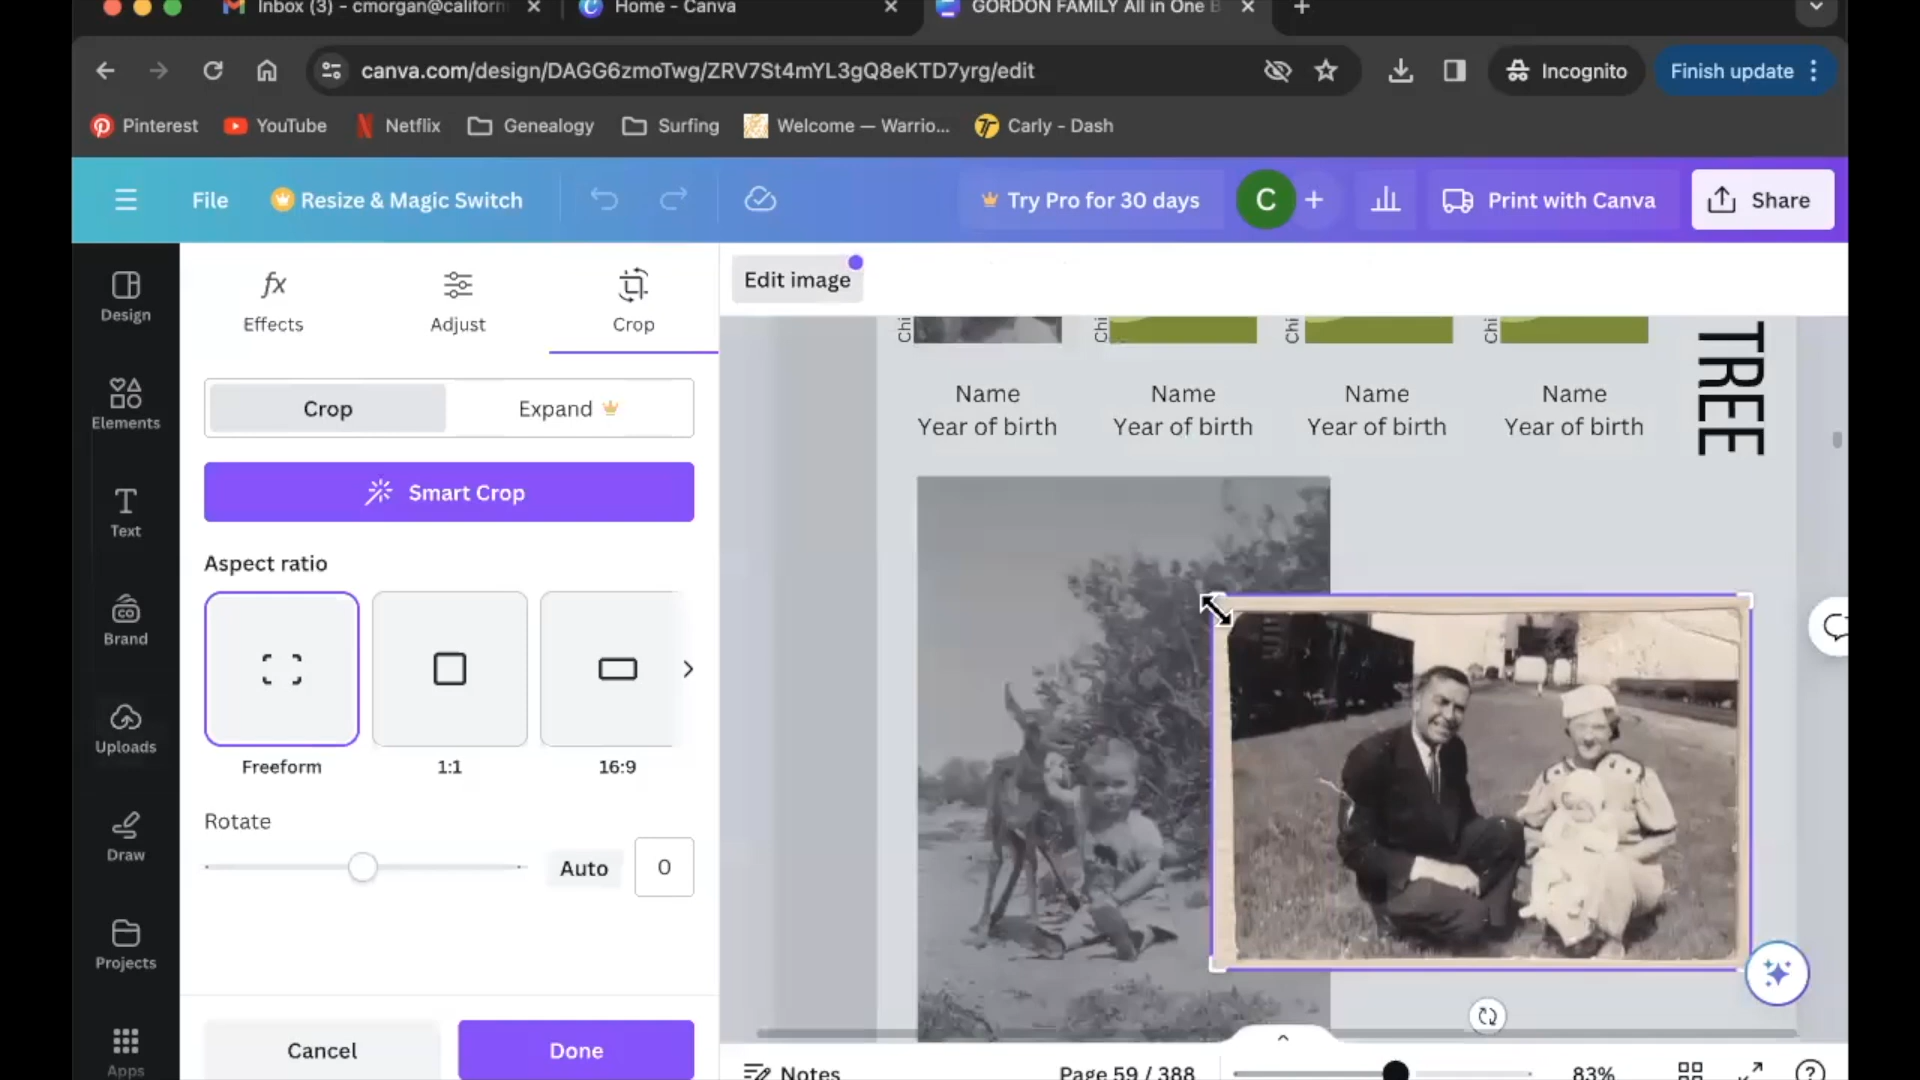 Inbox (3) - cmorgan@californ
Home - Canva
GORDON FAMILY All in One B
canva.com/design/DAGG6zmoTwg/ZRV7St4mYL3gQ8eKTD7yrg/edit
Incognito
Finish update
Pinterest
YouTube
Netflix
Genealogy
Surfing
Welcome — Warrio...
Carly - Dash
File
Resize & Magic Switch
Try Pro for 30 days
C
Print with Canva
Share
Design
Elements
Text
Brand
Uploads
Draw
Projects
Apps
Effects
Adjust
Crop
Crop
Expand
Smart Crop
Aspect ratio
Freeform
1:1
16:9
Rotate
Auto
0
Cancel
Done
Edit image
Chi
Chi
Chi
Chi
TREE
Name
Year of birth
Name
Year of birth
Name
Year of birth
Name
Year of birth
Notes
Page 59 / 388
83%